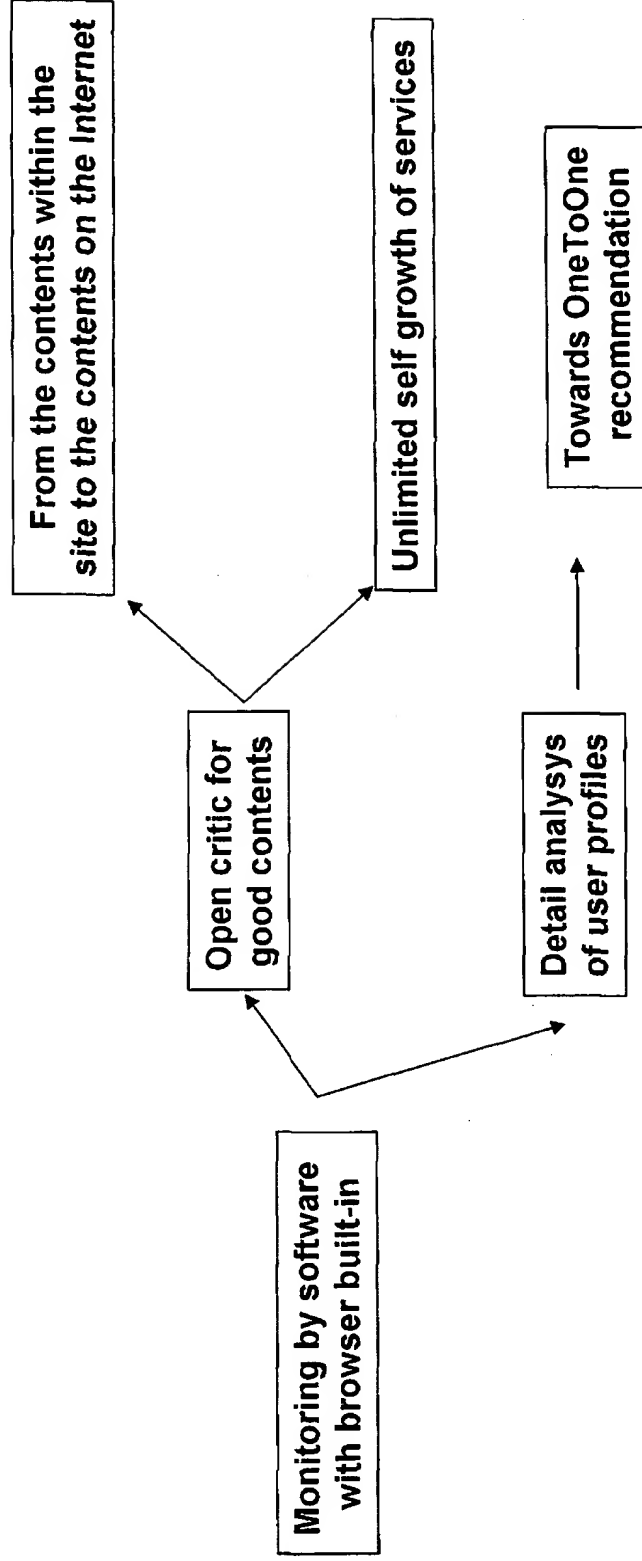 Monitoring by software
with browser built-in
Open critic for
good contents
Detail analysys
of user profiles
From the contents within the
site to the contents on the Internet
Unlimited self growth of services
Towards OneToOne
recommendation